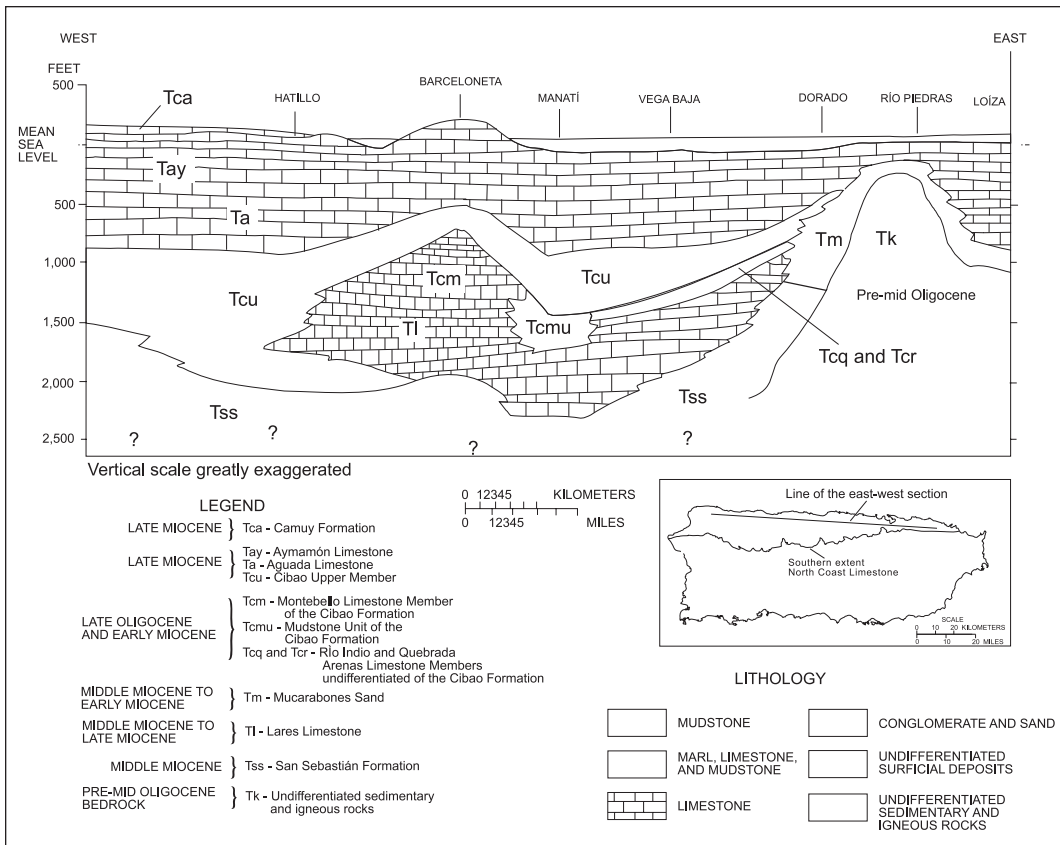 WEST
EAST
FEET
500
MEAN
SEA
LEVEL
500
1,000
1,500
2,000
2,500
HATILLO
BARCELONETA
MANATÍ
VEGA BAJA
DORADO
RÍO PIEDRAS
LOÍZA
Tca
Tay
Ta
Tcu
Tcm
Tl
Tcmu
Tcu
Tm
Tk
Pre-mid Oligocene
Tcq and Tcr
Tss
Tss
? ? ? ?
Vertical scale greatly exaggerated
LEGEND
LATE MIOCENE } Tca - Camuy Formation
LATE MIOCENE } Tay – Aymamón Limestone
Ta - Aguada Limestone
Tcu - Cibao Upper Member
LATE OLIGOCENE
AND EARLY MIOCENE
Tcm - Montebello Limestone Member
of the Cibao Formation
Tcmu - Mudstone Unit of the
Cibao Formation
Tcq and Tcr - Rìo Indio and Quebrada
Arenas Limestone Members
undifferentiated of the Cibao Formation
MIDDLE MIOCENE TO
EARLY MIOCENE
} Tm - Mucarabones Sand
MIDDLE MIOCENE TO
LATE MIOCENE
} Tl - Lares Limestone
MIDDLE MIOCENE } Tss - San Sebastián Formation
PRE-MID OLIGOCENE
BEDROCK
} Tk - Undifferentiated sedimentary
and igneous rocks
0 12345 KILOMETERS
0 12345 MILES
Line of the east-west section
Southern extent
North Coast Limestone
SCALE
0 10 20 KILOMETERS
0 10 20 MILES
LITHOLOGY
MUDSTONE
MARL, LIMESTONE,
AND MUDSTONE
LIMESTONE
CONGLOMERATE AND SAND
UNDIFFERENTIATED
SURFICIAL DEPOSITS
UNDIFFERENTIATED
SEDIMENTARY AND
IGNEOUS ROCKS